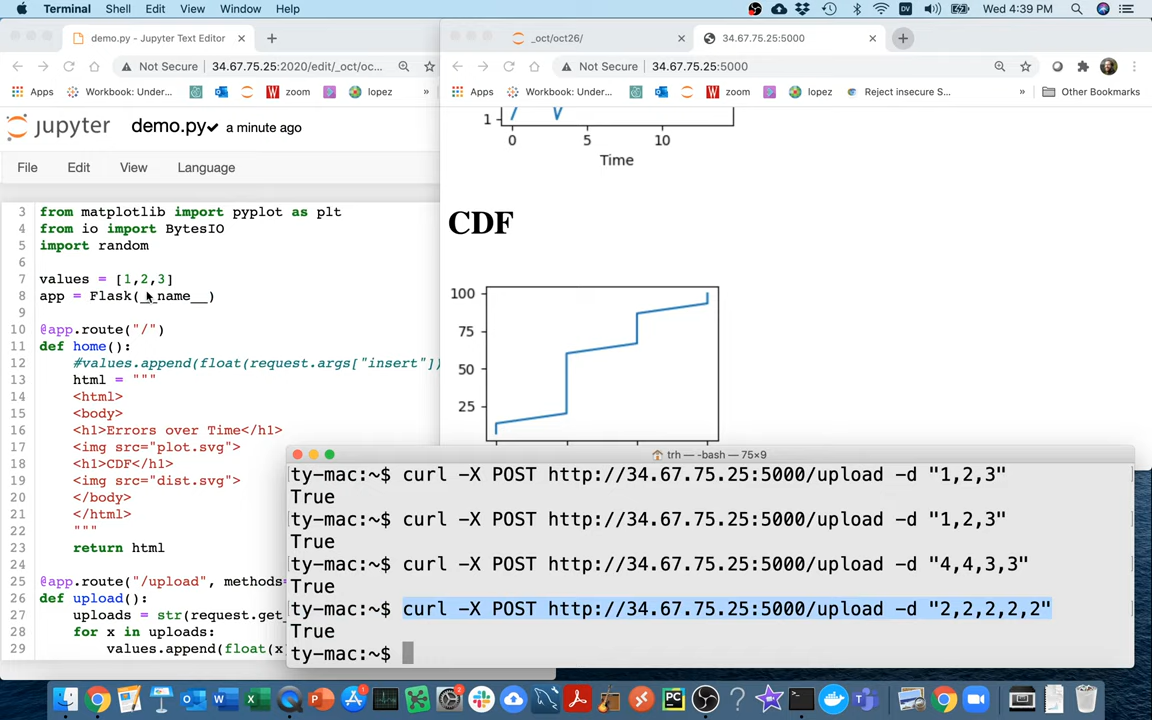 Terminal Shell Edit View Window Help
Wed 4:39 PM
demo.py - Jupyter Text Editor
_oct/oct26/
34.67.75.25:5000
Not Secure
34.67.75.25:2020/edit/_oct/oc...
Not Secure
34.67.75.25:5000
Apps
Workbook: Under...
zoom
lopez
»
Apps
Workbook: Under...
zoom
lopez
Reject insecure S...
»
Other Bookmarks
jupyter demo.py a minute ago
File Edit View Language
3 from matplotlib import pyplot as plt
4 from io import BytesIO
5 import random
6
7 values = [1,2,3]
8 app = Flask(__name__)
9
10 @app.route("/")
11 def home():
12 #values.append(float(request.args["insert"])
13 html = """
14 <html>
15 <body>
16 <h1>Errors over Time</h1>
17 <img src="plot.svg">
18 <h1>CDF</h1>
19 <img src="dist.svg">
20 </body>
21 </html>
22 """
23 return html
24
25 @app.route("/upload", methods=
26 def upload():
27 uploads = str(request.get_
28 for x in uploads:
29 values.append(float(x
1
0 5 10
Time
CDF
100
75
50
25
trh — -bash — 75×9
ty-mac:~$ curl -X POST http://34.67.75.25:5000/upload -d "1,2,3"
True
ty-mac:~$ curl -X POST http://34.67.75.25:5000/upload -d "1,2,3"
True
ty-mac:~$ curl -X POST http://34.67.75.25:5000/upload -d "4,4,3,3"
True
ty-mac:~$ curl -X POST http://34.67.75.25:5000/upload -d "2,2,2,2,2"
True
ty-mac:~$